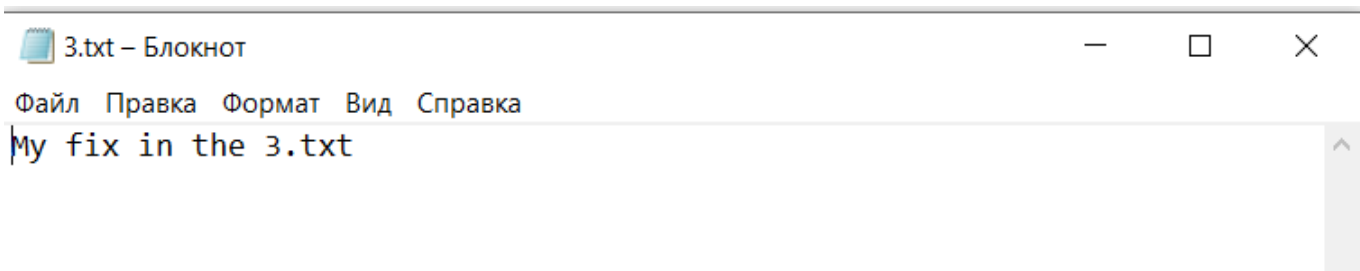 3.txt – Блокнот
Файл Правка Формат Вид Справка
My fix in the 3.txt